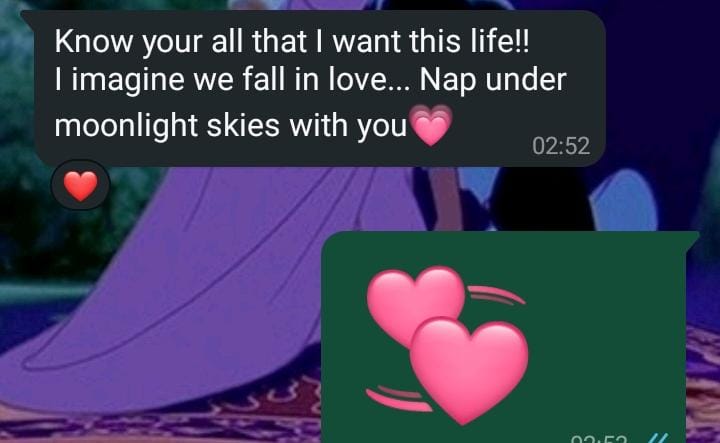 Know your all that I want this life!!
I imagine we fall in love... Nap under
moonlight skies with you💗
02:52